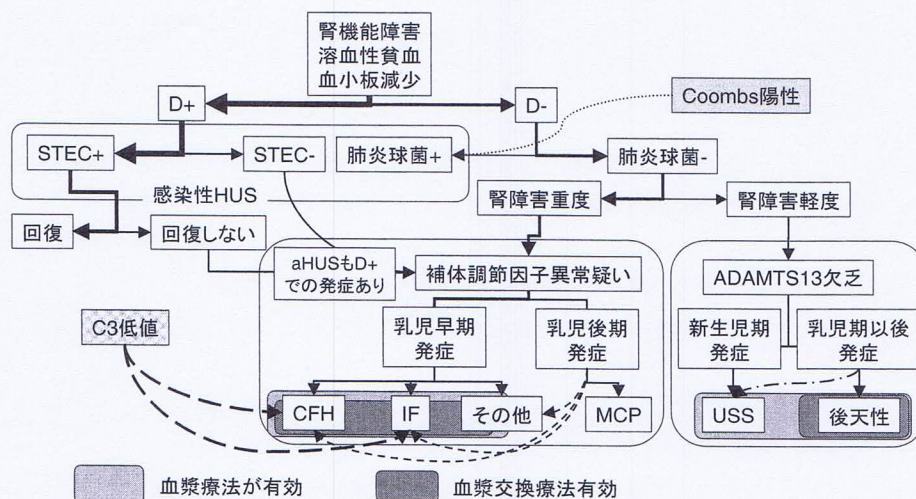 腎機能障害
溶血性貧血
血小板減少
D+
D-
Coombs陽性
STEC+
STEC-
肺炎球菌+
肺炎球菌-
感染性HUS
腎障害重度
腎障害軽度
回復
回復しない
aHUSもD+
での発症あり
補体調節因子異常疑い
ADAMTS13欠乏
C3低値
乳児早期
発症
乳児後期
発症
新生児期
発症
乳児期以後
発症
CFH
IF
その他
MCP
USS
後天性
血漿療法が有効
血漿交換療法有効